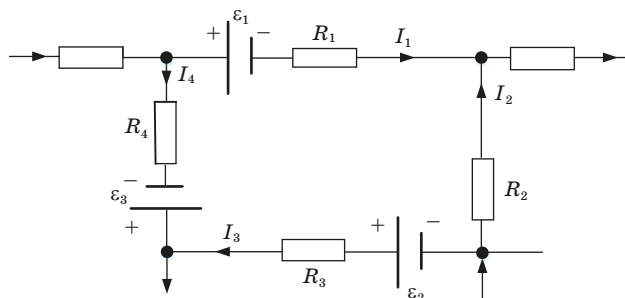 ε₁
+ −
R₁
I₁
I₄
I₂
R₄
−
ε₃
+
R₂
I₃
+ −
R₃
ε₂